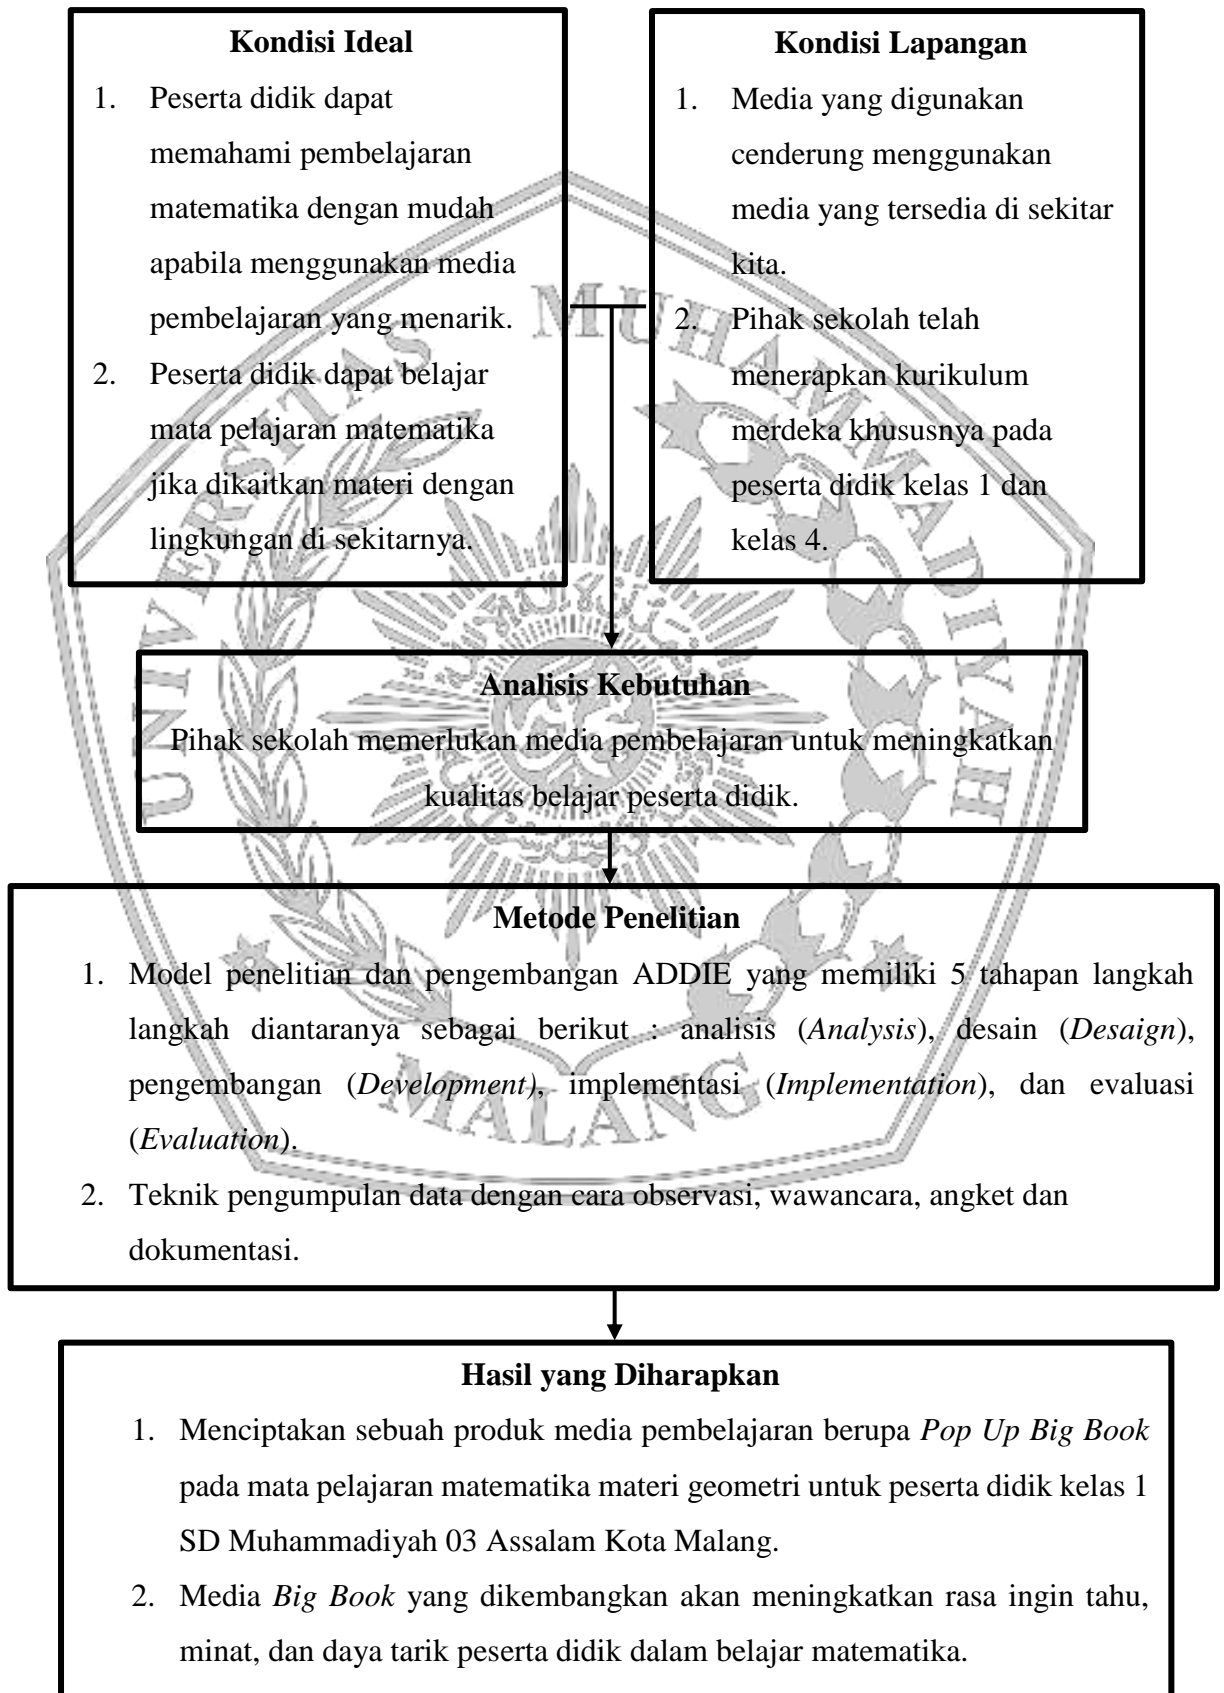 Kondisi Ideal
1. Peserta didik dapat
memahami pembelajaran
matematika dengan mudah
apabila menggunakan media
pembelajaran yang menarik.
2. Peserta didik dapat belajar
mata pelajaran matematika
jika dikaitkan materi dengan
lingkungan di sekitarnya.
Kondisi Lapangan
1. Media yang digunakan
cenderung menggunakan
media yang tersedia di sekitar
kita.
2. Pihak sekolah telah
menerapkan kurikulum
merdeka khususnya pada
peserta didik kelas 1 dan
kelas 4.
UNIVERSITAS MUHAMMADIYAH
MALANG
Analisis Kebutuhan
Pihak sekolah memerlukan media pembelajaran untuk meningkatkan
kualitas belajar peserta didik.
Metode Penelitian
1. Model penelitian dan pengembangan ADDIE yang memiliki 5 tahapan langkah
langkah diantaranya sebagai berikut : analisis (Analysis), desain (Desaign),
pengembangan (Development), implementasi (Implementation), dan evaluasi
(Evaluation).
2. Teknik pengumpulan data dengan cara observasi, wawancara, angket dan
dokumentasi.
Hasil yang Diharapkan
1. Menciptakan sebuah produk media pembelajaran berupa Pop Up Big Book
pada mata pelajaran matematika materi geometri untuk peserta didik kelas 1
SD Muhammadiyah 03 Assalam Kota Malang.
2. Media Big Book yang dikembangkan akan meningkatkan rasa ingin tahu,
minat, dan daya tarik peserta didik dalam belajar matematika.